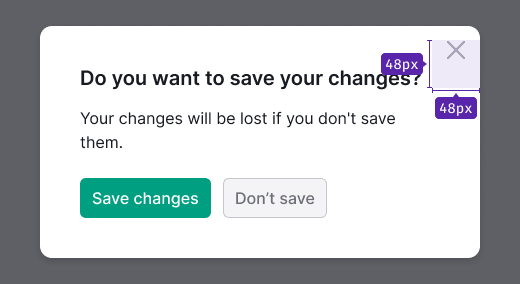 48px
Do you want to save your changes?
48px
Your changes will be lost if you don't save
them.
Save changes
Don’t save